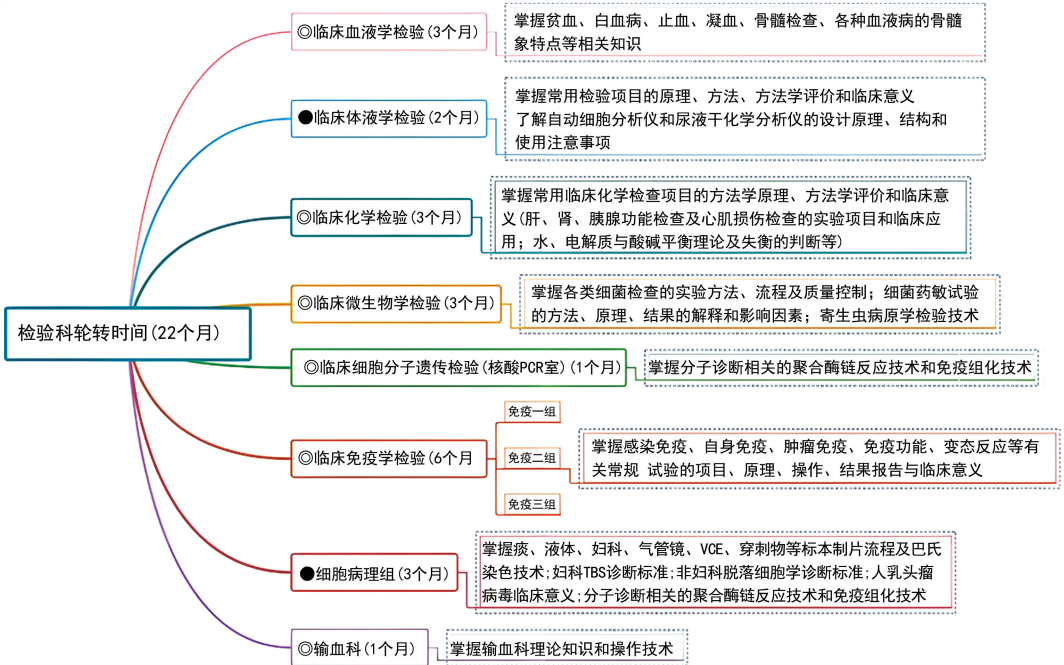 ◎临床血液学检验(3个月)
掌握贫血、白血病、止血、凝血、骨髓检查、各种血液病的骨髓
象特点等相关知识
●临床体液学检验(2个月)
掌握常用检验项目的原理、方法、方法学评价和临床意义
了解自动细胞分析仪和尿液干化学分析仪的设计原理、结构和
使用注意事项
◎临床化学检验(3个月)
掌握常用临床化学检查项目的方法学原理、方法学评价和临床意
义(肝、肾、胰腺功能检查及心肌损伤检查的实验项目和临床应
用；水、电解质与酸碱平衡理论及失衡的判断等)
检验科轮转时间(22个月)
◎临床微生物学检验(3个月)
掌握各类细菌检查的实验方法、流程及质量控制；细菌药敏试验
的方法、原理、结果的解释和影响因素；寄生虫病原学检验技术
◎临床细胞分子遗传检验(核酸PCR室)(1个月)
掌握分子诊断相关的聚合酶链反应技术和免疫组化技术
◎临床免疫学检验(6个月
免疫一组
免疫二组
免疫三组
掌握感染免疫、自身免疫、肿瘤免疫、免疫功能、变态反应等有
关常规 试验的项目、原理、操作、结果报告与临床意义
●细胞病理组(3个月)
掌握痰、液体、妇科、气管镜、VCE、穿刺物等标本制片流程及巴氏
染色技术;妇科TBS诊断标准;非妇科脱落细胞学诊断标准;人乳头瘤
病毒临床意义;分子诊断相关的聚合酶链反应技术和免疫组化技术
◎输血科(1个月)
掌握输血科理论知识和操作技术